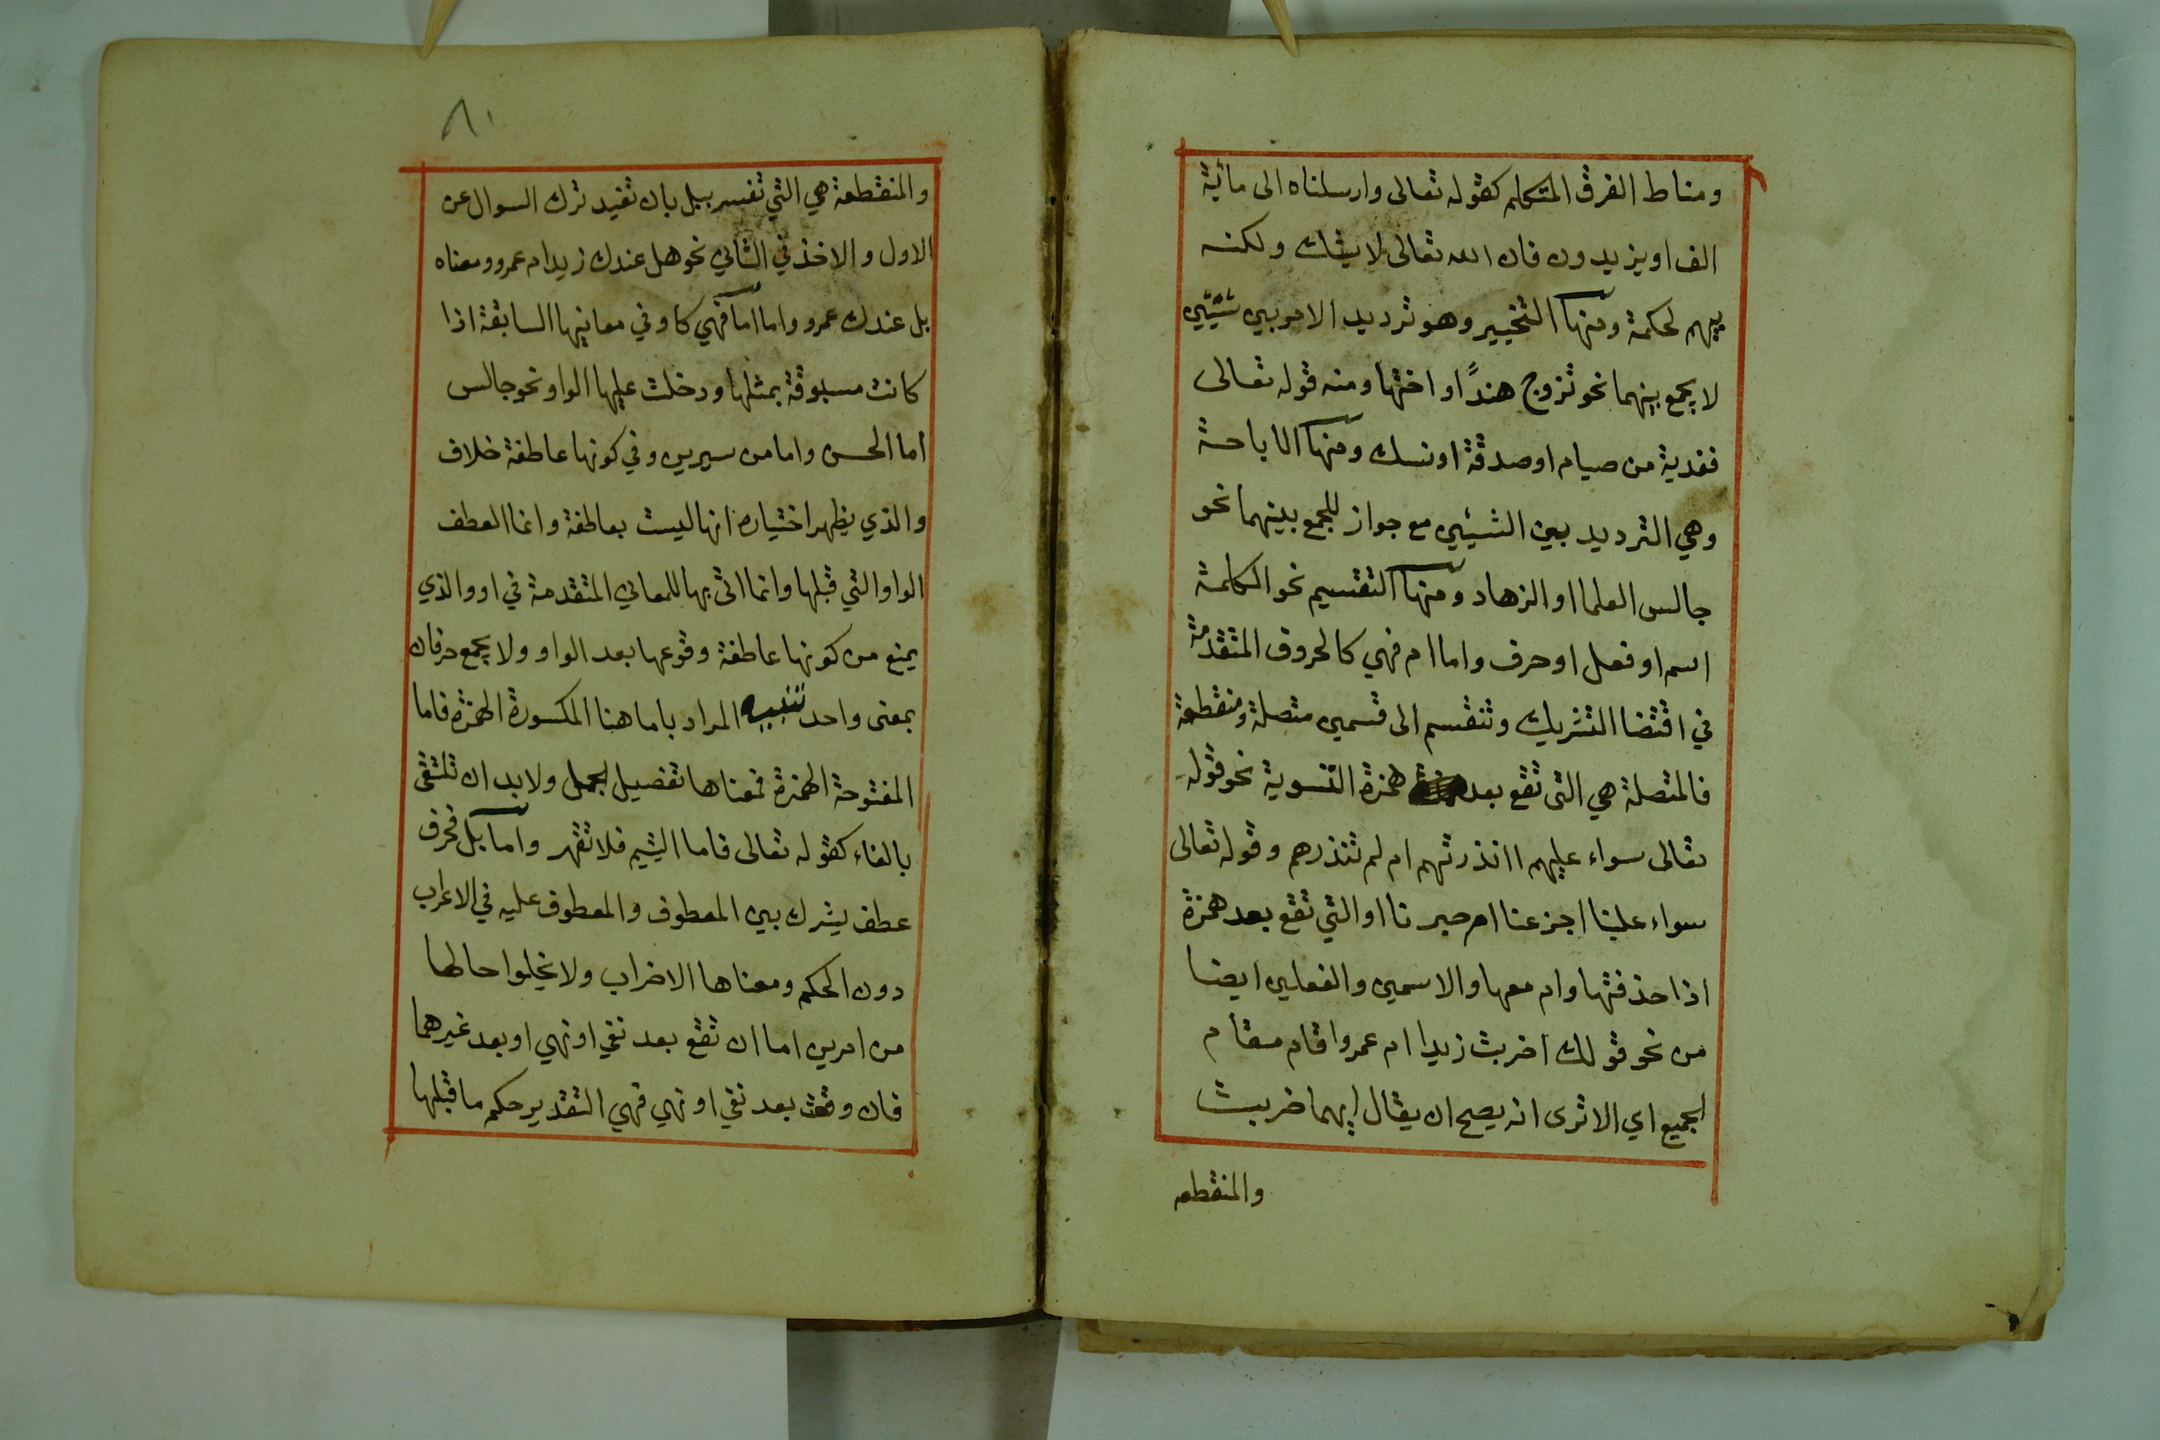 ومناط الفرق المتكلم كقوله تعالى وارسلناه الى مائية
الف او يزيدون فان الله تعالى لا يشك ولكنه
يبهم لحكمة ومنها التخيير وهو ترديد الامر بين شيئين
لا يجمع بينهما نحو تزوج هندً او اختها ومنه قوله تعالى
ففدية من صيام او صدقة او نسك ومنها الاباحة
وهي الترديد بين الشيئين مع جواز للجمع بينهما نحو
جالس العلما او الزهاد ومنها التقسيم نحو الكلمة
اسم او فعل او حرف واما ام فهي كالحروف المتقدمة
في اقتضا التشريك وتنقسم الى قسمين متصلة ومنقطعة
فالمتصلة هي التى تقع بعد همزة التسوية نحو قوله
تعالى سواء عليهم اانذرتهم ام لم تنذرهم وقوله تعالى
سواء علينا اجزعنا ام صبرنا او التي تقع بعد همزة
اذا حذفتها وام معها والاسمين والفعلين ايضا
من نحو قولك اضربت زيدا ام عمروا قام مقام
الجميع اي الا ترى انه يصح ان يقال ايهما ضربت
والمنقطعه
٨١
والمنقطعة هي التي تفسر ببل بان تفيد ترك السوال عن
الاول والاخذ في الثاني نحو هل عندك زيد ام عمرو ومعناه
بل عندك عمرو واما اما فهي كاو في معانيها السابقة اذا
كانت مسبوقة بمثلها ودخلت عليها الواو نحو جالس
اما الحسن واما من سيرين وفي كونها عاطفة خلاف
والذي يظهر اختياره انها ليست بعاطفة وانما العطف
الواو التي قبلها وانما اتى بها للمعاني المتقدمة في او والذي
يمنع من كونها عاطفة وقوعها بعد الواو ولا يجمع حرفان
بمعنى واحد تنبيه المراد باما هنا المكسورة الهمزة فاما
المفتوحة الهمزة فمعناها تفصيل الجمل ولا بد ان تلتقى
بالفاء كقوله تعالى فاما اليتيم فلا تقهر واما بل فحرف
عطف يشرك بين المعطوف والمعطوف عليه في الاعراب
دون الحكم ومعناها الاضراب ولا يخلوا حالها
من امرين اما ان تقع بعد نفي او نهي او بعد غيرهما
فان وقعت بعد نفي او نهي فهي التقدير حكم ما قبلها